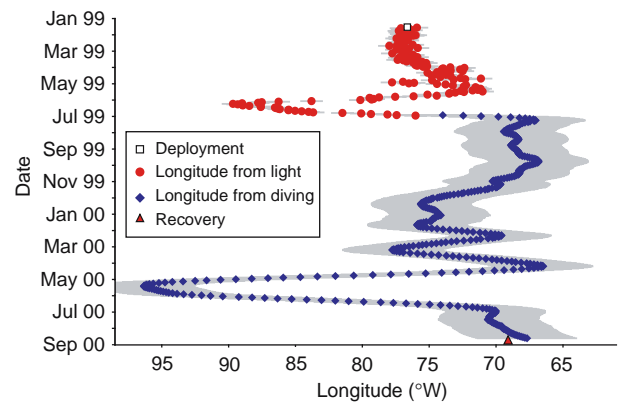 Jan 99
Mar 99
May 99
Jul 99
Sep 99
Nov 99
Jan 00
Mar 00
May 00
Jul 00
Sep 00
Date
Deployment
Longitude from light
Longitude from diving
Recovery
95 90 85 80 75 70 65
Longitude (°W)